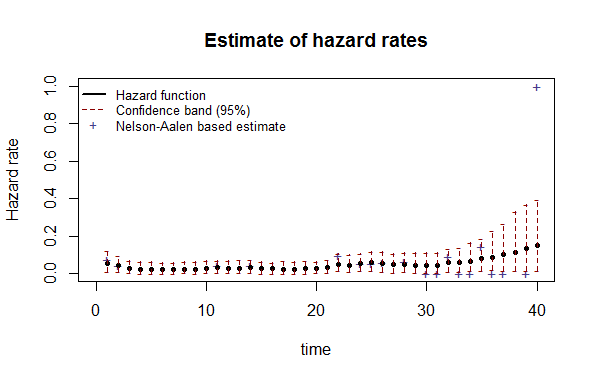 Estimate of hazard rates
Hazard function
Confidence band (95%)
Nelson-Aalen based estimate
Hazard rate
1.0
0.8
0.6
0.4
0.2
0.0
0 10 20 30 40
time